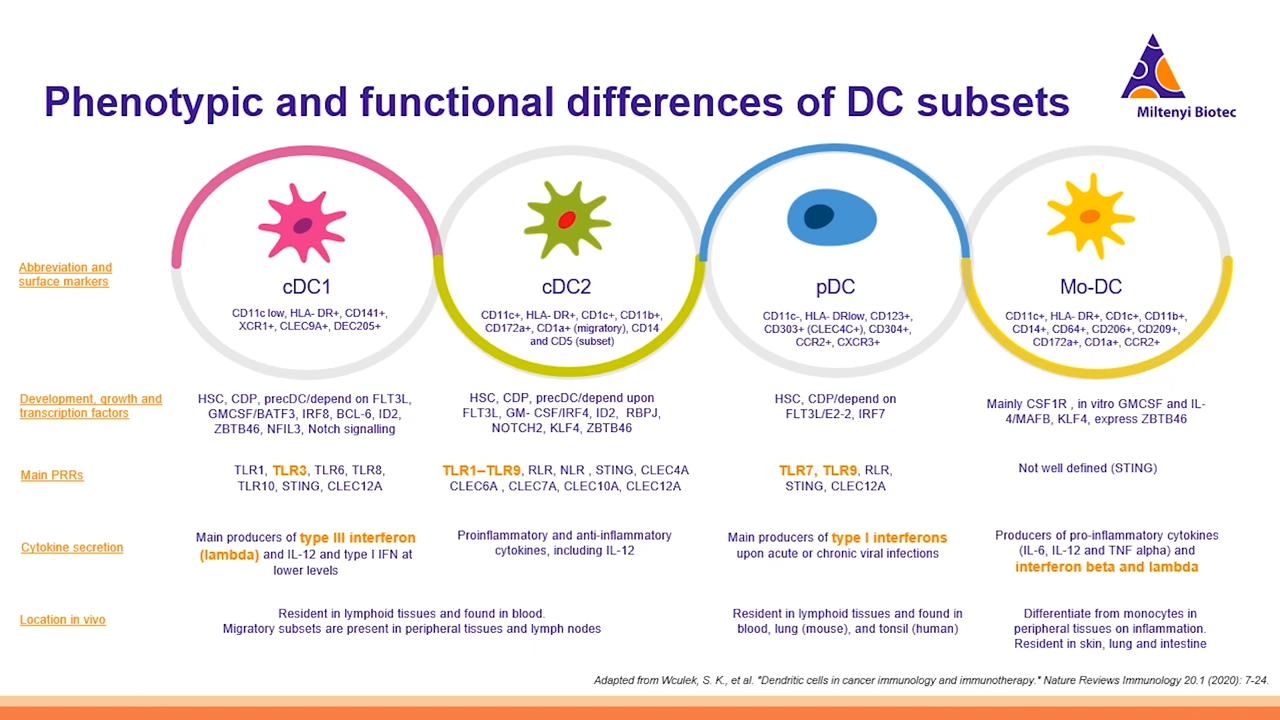 Miltenyi Biotec
Phenotypic and functional differences of DC subsets
Abbreviation and
surface markers
cDC1
CD11c low, HLA- DR+, CD141+,
XCR1+, CLEC9A+, DEC205+
cDC2
CD11c+, HLA- DR+, CD1c+, CD11b+,
CD172a+, CD1a+ (migratory), CD14
and CD5 (subset)
pDC
CD11c-, HLA- DRlow, CD123+,
CD303+ (CLEC4C+), CD304+,
CCR2+, CXCR3+
Mo-DC
CD11c+, HLA- DR+, CD1c+, CD11b+,
CD14+, CD64+, CD206+, CD209+,
CD172a+, CD1a+, CCR2+
Development, growth and
transcription factors
HSC, CDP, precDC/depend on FLT3L,
GMCSF/BATF3, IRF8, BCL-6, ID2,
ZBTB46, NFIL3, Notch signalling
HSC, CDP, precDC/depend upon
FLT3L, GM- CSF/IRF4, ID2, RBPJ,
NOTCH2, KLF4, ZBTB46
HSC, CDP/depend on
FLT3L/E2-2, IRF7
Mainly CSF1R , in vitro GMCSF and IL-
4/MAFB, KLF4, express ZBTB46
Main PRRs
TLR1, TLR3, TLR6, TLR8,
TLR10, STING, CLEC12A
TLR1–TLR9, RLR, NLR , STING, CLEC4A
CLEC6A , CLEC7A, CLEC10A, CLEC12A
TLR7, TLR9, RLR,
STING, CLEC12A
Not well defined (STING)
Cytokine secretion
Main producers of type III interferon
(lambda) and IL-12 and type I IFN at
lower levels
Proinflammatory and anti-inflammatory
cytokines, including IL-12
Main producers of type I interferons
upon acute or chronic viral infections
Producers of pro-inflammatory cytokines
(IL-6, IL-12 and TNF alpha) and
interferon beta and lambda
Location in vivo
Resident in lymphoid tissues and found in blood.
Migratory subsets are present in peripheral tissues and lymph nodes
Resident in lymphoid tissues and found in
blood, lung (mouse), and tonsil (human)
Differentiate from monocytes in
peripheral tissues on inflammation.
Resident in skin, lung and intestine
Adapted from Wculek, S. K., et al. "Dendritic cells in cancer immunology and immunotherapy." Nature Reviews Immunology 20.1 (2020): 7-24.